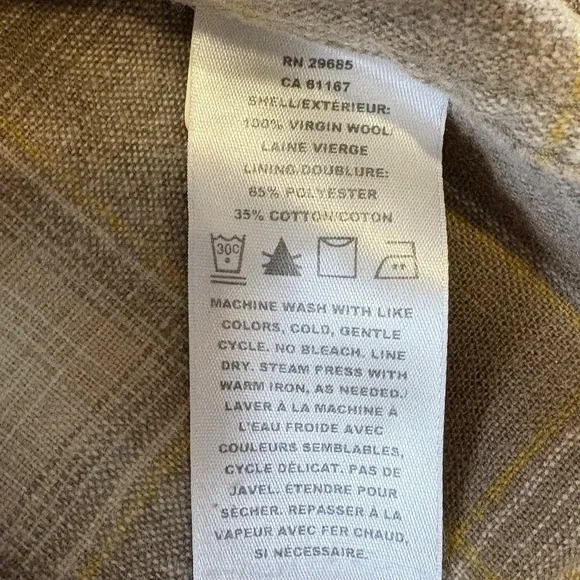 RN 29685
CA 61167
SHELL/EXTÉRIEUR:
100% VIRGIN WOOL/
LAINE VIERGE
LINING/DOUBLURE:
65% POLYESTER
35% COTTON/COTON
30C
MACHINE WASH WITH LIKE
COLORS, COLD, GENTLE
CYCLE. NO BLEACH. LINE
DRY. STEAM PRESS WITH
WARM IRON, AS NEEDED./
LAVER À LA MACHINE À
L'EAU FROIDE AVEC
COULEURS SEMBLABLES,
CYCLE DÉLICAT. PAS DE
JAVEL. ÉTENDRE POUR
SÉCHER. REPASSER À LA
VAPEUR AVEC FER CHAUD,
SI NÉCESSAIRE.